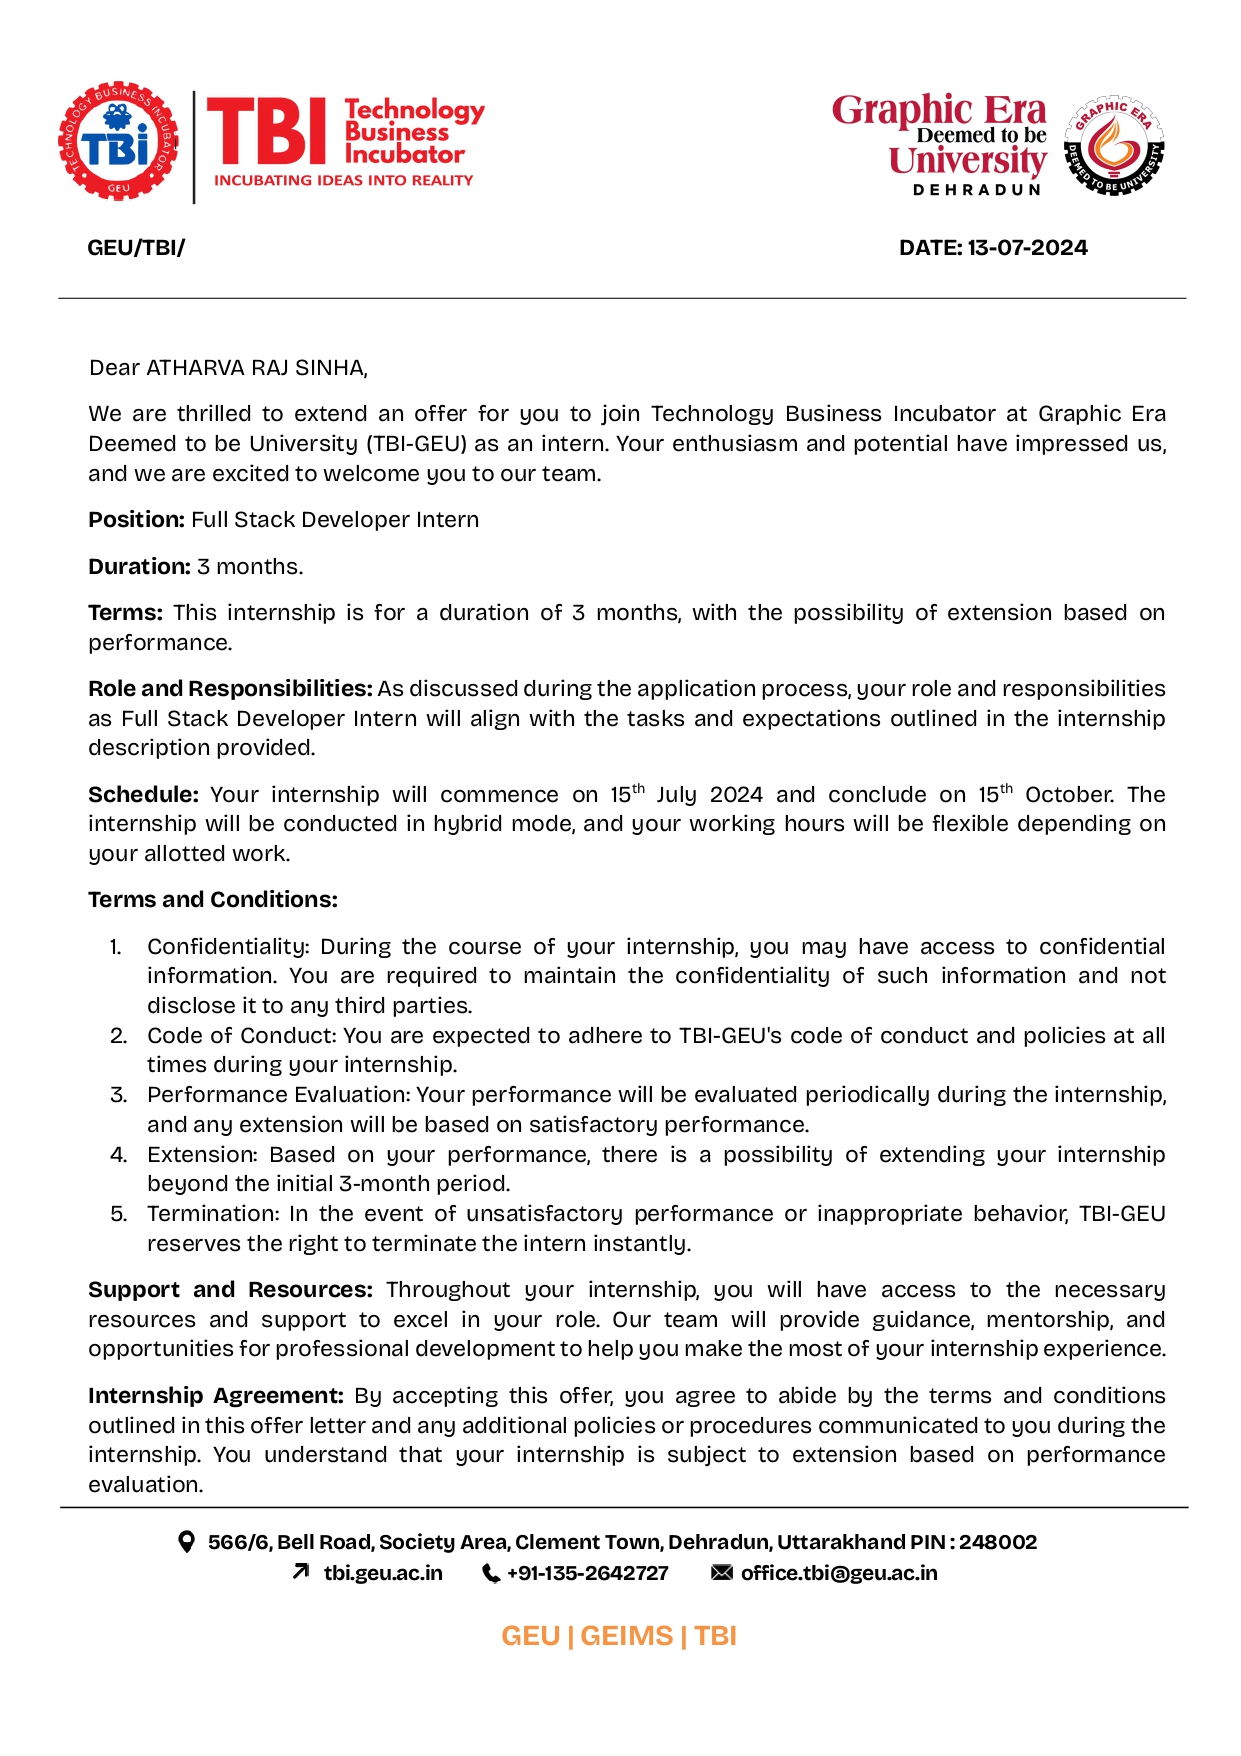 TECHNOLOGY BUSINESS INCUBATOR
TBi
GEU
TBI
Technology
Business
Incubator
INCUBATING IDEAS INTO REALITY
Graphic Era
Deemed to be
University
DEHRADUN
GRAPHIC ERA
DEEMED TO BE UNIVERSITY
GEU/TBI/
DATE: 13-07-2024
Dear ATHARVA RAJ SINHA,
We are thrilled to extend an offer for you to join Technology Business Incubator at Graphic Era
Deemed to be University (TBI-GEU) as an intern. Your enthusiasm and potential have impressed us,
and we are excited to welcome you to our team.
Position: Full Stack Developer Intern
Duration: 3 months.
Terms: This internship is for a duration of 3 months, with the possibility of extension based on
performance.
Role and Responsibilities: As discussed during the application process, your role and responsibilities
as Full Stack Developer Intern will align with the tasks and expectations outlined in the internship
description provided.
Schedule: Your internship will commence on 15th July 2024 and conclude on 15th October. The
internship will be conducted in hybrid mode, and your working hours will be flexible depending on
your allotted work.
Terms and Conditions:
1. Confidentiality: During the course of your internship, you may have access to confidential
information. You are required to maintain the confidentiality of such information and not
disclose it to any third parties.
2. Code of Conduct: You are expected to adhere to TBI-GEU's code of conduct and policies at all
times during your internship.
3. Performance Evaluation: Your performance will be evaluated periodically during the internship,
and any extension will be based on satisfactory performance.
4. Extension: Based on your performance, there is a possibility of extending your internship
beyond the initial 3-month period.
5. Termination: In the event of unsatisfactory performance or inappropriate behavior, TBI-GEU
reserves the right to terminate the intern instantly.
Support and Resources: Throughout your internship, you will have access to the necessary
resources and support to excel in your role. Our team will provide guidance, mentorship, and
opportunities for professional development to help you make the most of your internship experience.
Internship Agreement: By accepting this offer, you agree to abide by the terms and conditions
outlined in this offer letter and any additional policies or procedures communicated to you during the
internship. You understand that your internship is subject to extension based on performance
evaluation.
566/6, Bell Road, Society Area, Clement Town, Dehradun, Uttarakhand PIN : 248002
tbi.geu.ac.in +91-135-2642727 office.tbi@geu.ac.in
GEU | GEIMS | TBI